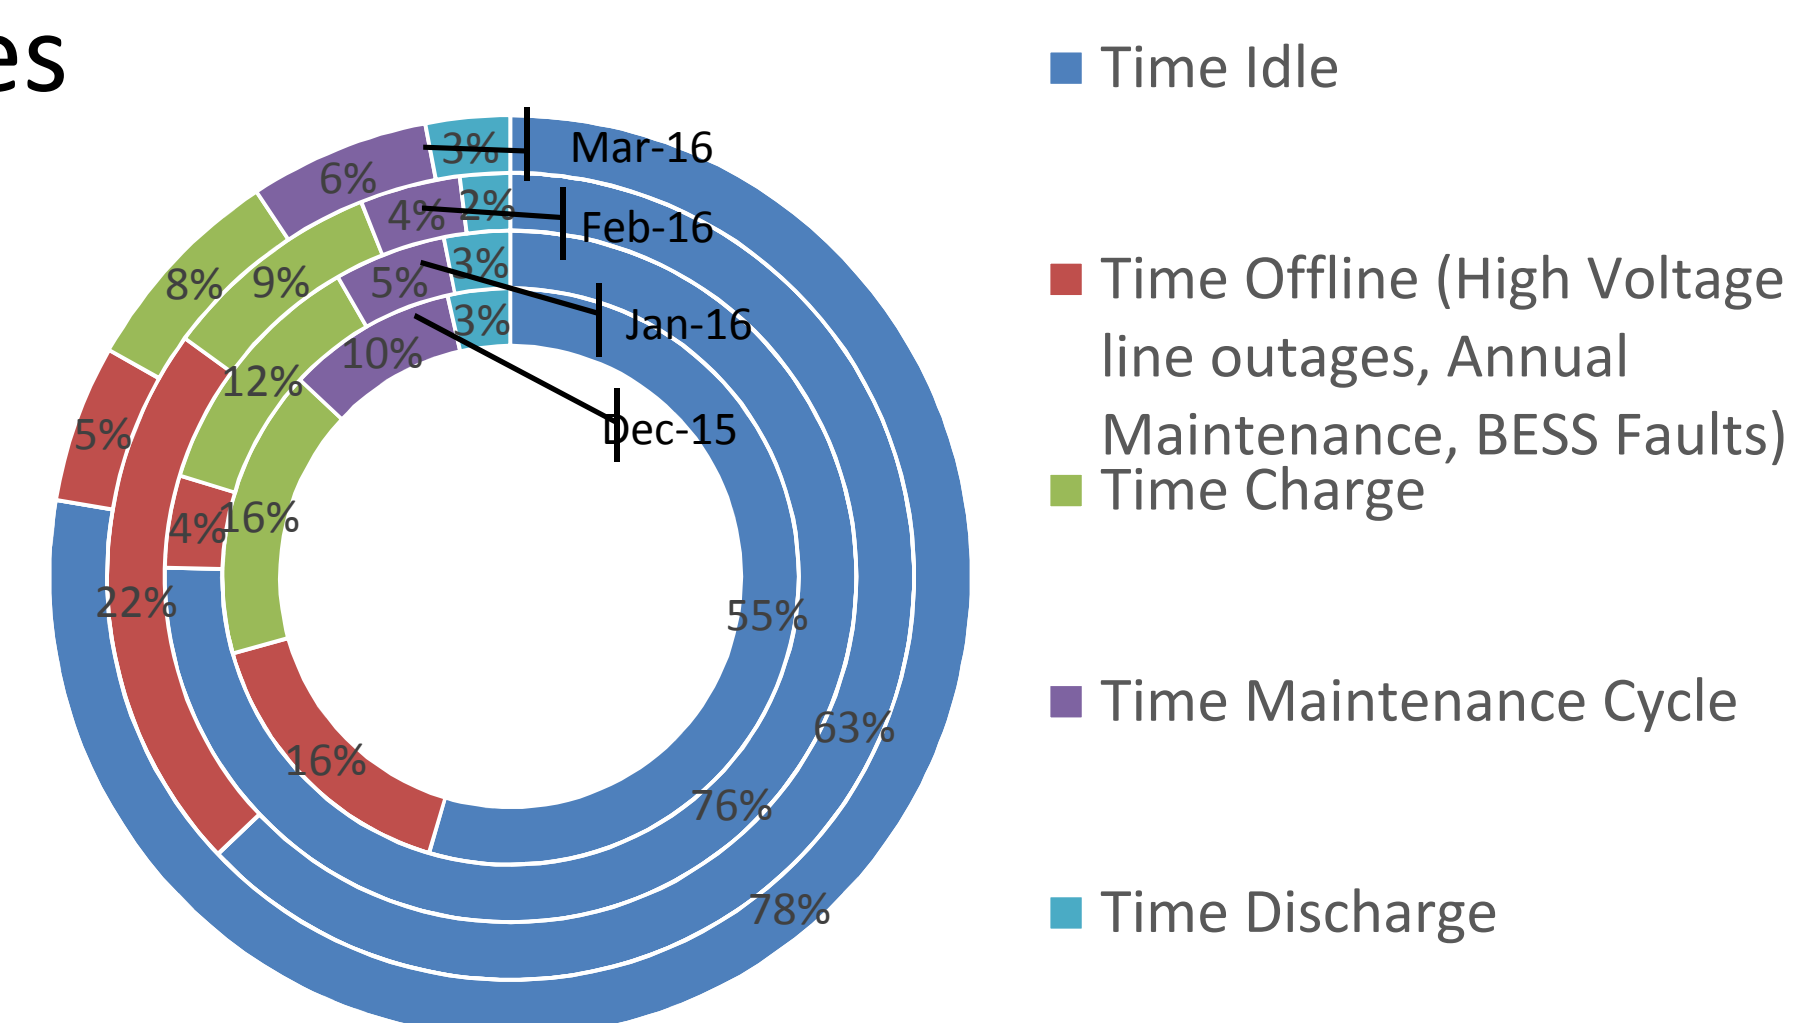 es
Mar-16
Feb-16
Jan-16
Dec-15
3%
6%
8%
5%
78%
2%
4%
9%
22%
63%
3%
5%
12%
4%
76%
3%
10%
16%
16%
55%
Time Idle
Time Offline (High Voltage
line outages, Annual
Maintenance, BESS Faults)
Time Charge
Time Maintenance Cycle
Time Discharge